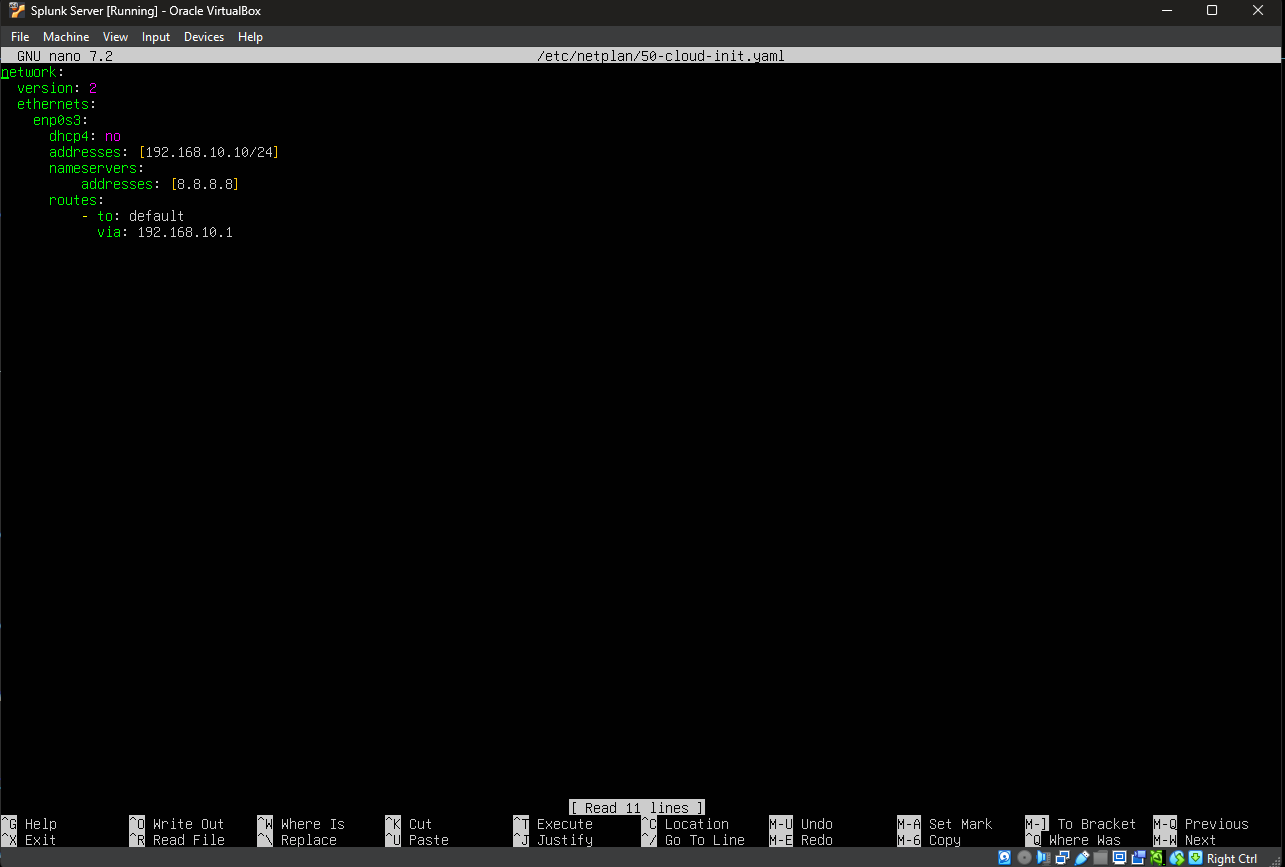 Splunk Server [Running] - Oracle VirtualBox
File Machine View Input Devices Help
GNU nano 7.2 /etc/netplan/50-cloud-init.yaml
network:
  version: 2
  ethernets:
    enp0s3:
      dhcp4: no
      addresses: [192.168.10.10/24]
      nameservers:
          addresses: [8.8.8.8]
      routes:
          - to: default
            via: 192.168.10.1
[ Read 11 lines ]
^G Help ^O Write Out ^W Where Is ^K Cut ^T Execute ^C Location M-U Undo M-A Set Mark M-] To Bracket M-Q Previous
^X Exit ^R Read File ^\ Replace ^U Paste ^J Justify ^/ Go To Line M-E Redo M-6 Copy ^Q Where Was M-W Next
Right Ctrl